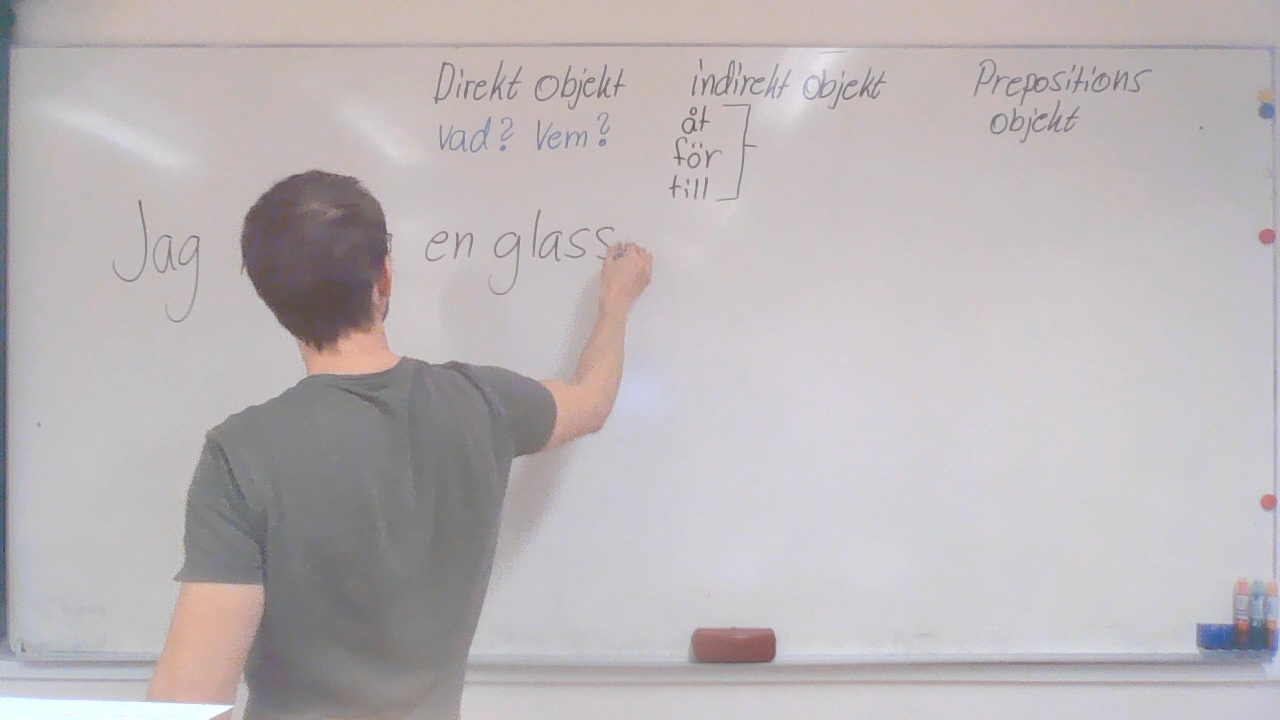 Direkt Objekt
vad? Vem?
indirekt objekt
åt
för
till
Prepositions
objekt
Jag en glass